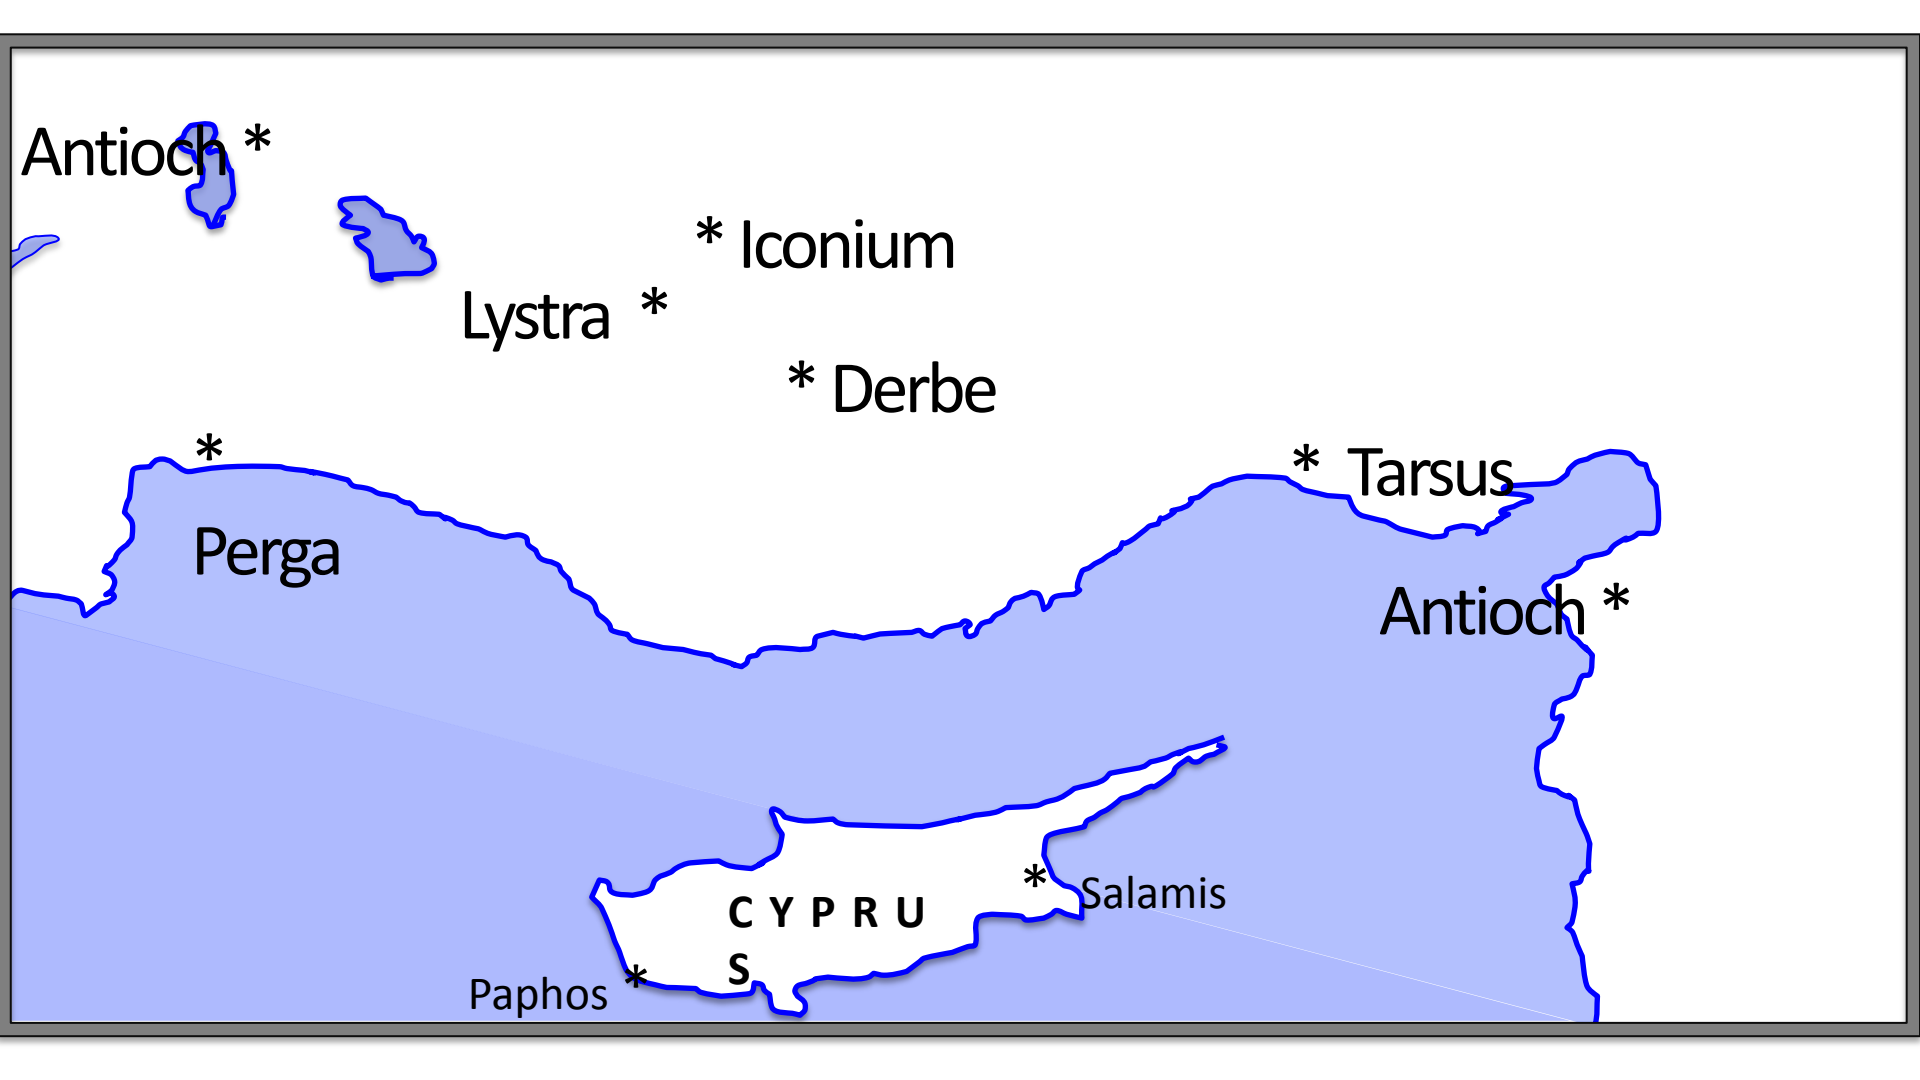 Antioch *
* Iconium
Lystra *
* Derbe
*
* Tarsus
Perga
Antioch *
* Salamis
C Y P R U
S
Paphos *